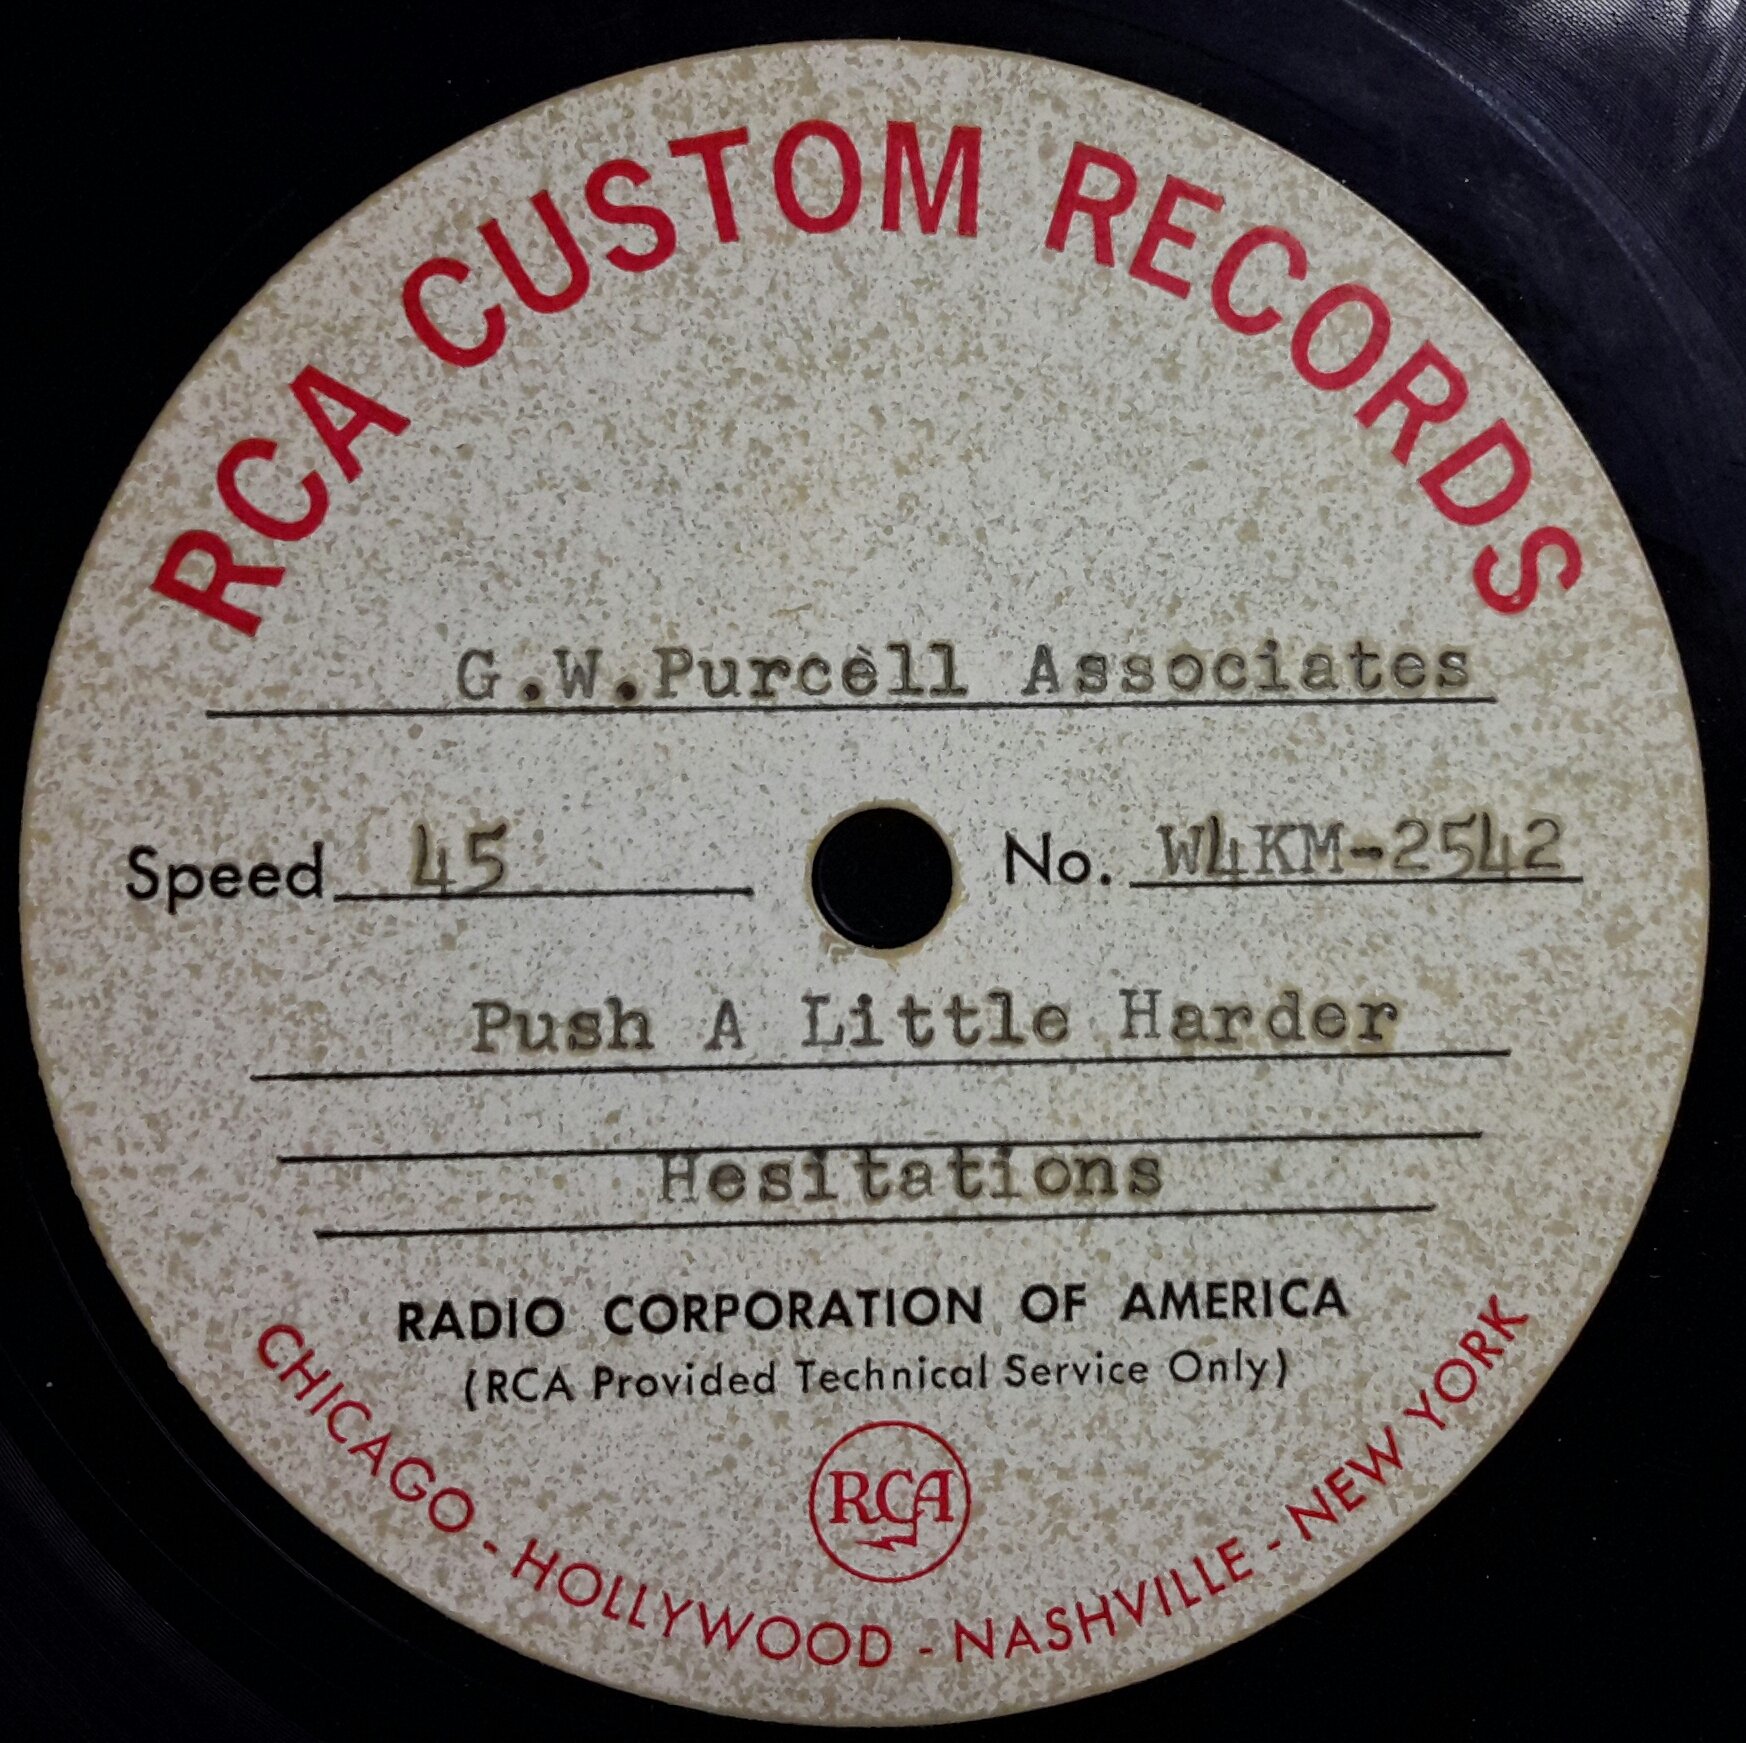 RCA CUSTOM RECORDS
G.W.Purcell Associates
Speed 45
No. W4KM-2542
Push A Little Harder
Hesitations
RADIO CORPORATION OF AMERICA
(RCA Provided Technical Service Only)
RCA
CHICAGO - HOLLYWOOD - NASHVILLE - NEW YORK